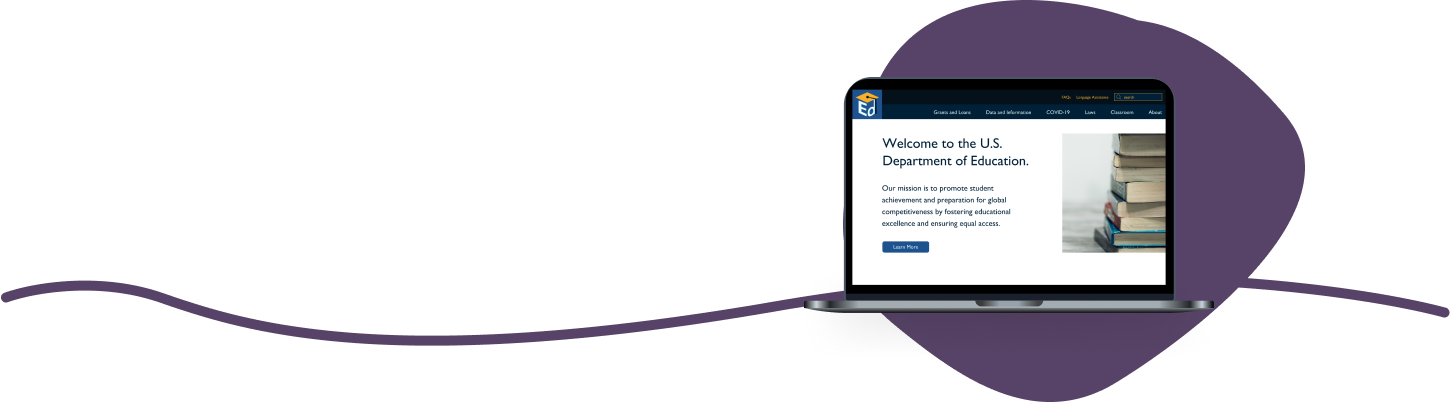 Ed
FAQs Language Assistance search
Grants and Loans Data and Information COVID-19 Laws Classroom About
Welcome to the U.S.
Department of Education.
Our mission is to promote student
achievement and preparation for global
competitiveness by fostering educational
excellence and ensuring equal access.
Learn More